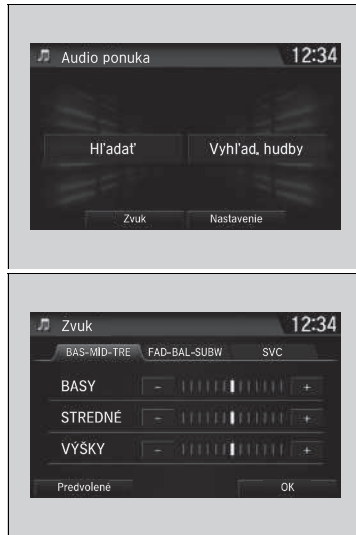 Audio ponuka 12:34
Hľadať Vyhľad. hudby
Zvuk Nastavenie
Zvuk 12:34
BAS-MID-TRE FAD-BAL-SUBW SVC
BASY - +
STREDNÉ - +
VÝŠKY - +
Predvolené OK